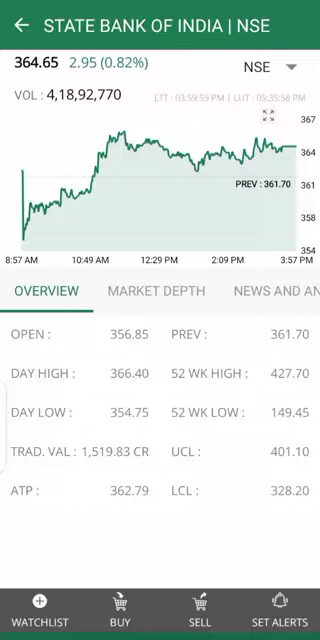 STATE BANK OF INDIA | NSE
364.65 2.95 (0.82%) NSE
VOL : 4,18,92,770 LTT : 03:59:59 PM | LUT : 05:35:58 PM
367
364
PREV : 361.70
361
358
354
8:57 AM 10:49 AM 12:29 PM 2:09 PM 3:57 PM
OVERVIEW MARKET DEPTH NEWS AND AN
OPEN : 356.85 PREV : 361.70
DAY HIGH : 366.40 52 WK HIGH : 427.70
DAY LOW : 354.75 52 WK LOW : 149.45
TRAD. VAL : 1,519.83 CR UCL : 401.10
ATP : 362.79 LCL : 328.20
WATCHLIST BUY SELL SET ALERTS